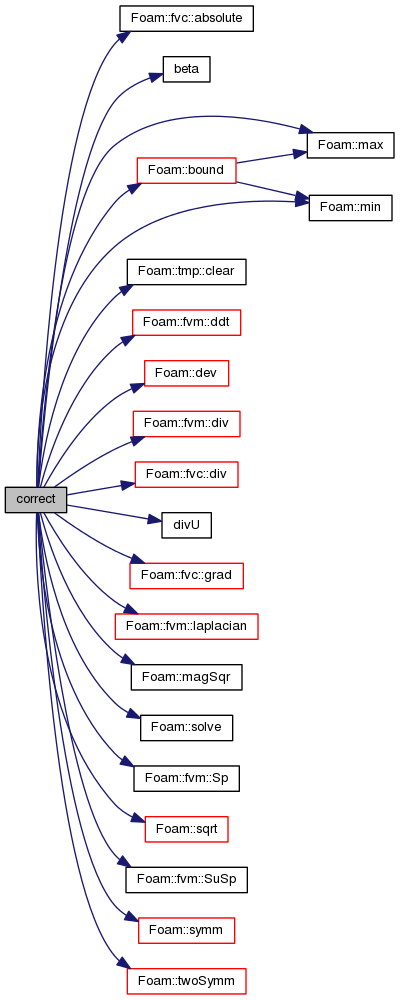 Foam::fvc::absolute
beta
Foam::max
Foam::bound
Foam::min
Foam::tmp::clear
Foam::fvm::ddt
Foam::dev
Foam::fvm::div
Foam::fvc::div
correct
divU
Foam::fvc::grad
Foam::fvm::laplacian
Foam::magSqr
Foam::solve
Foam::fvm::Sp
Foam::sqrt
Foam::fvm::SuSp
Foam::symm
Foam::twoSymm